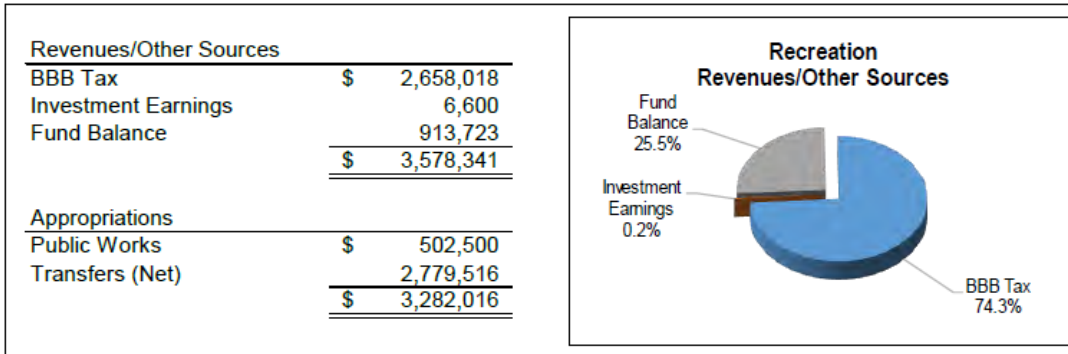 Revenues/Other Sources
BBB Tax $ 2,658,018
Investment Earnings 6,600
Fund Balance 913,723
$ 3,578,341
Appropriations
Public Works $ 502,500
Transfers (Net) 2,779,516
$ 3,282,016
Recreation
Revenues/Other Sources
Fund
Balance
25.5%
Investment
Earnings
0.2%
BBB Tax
74.3%